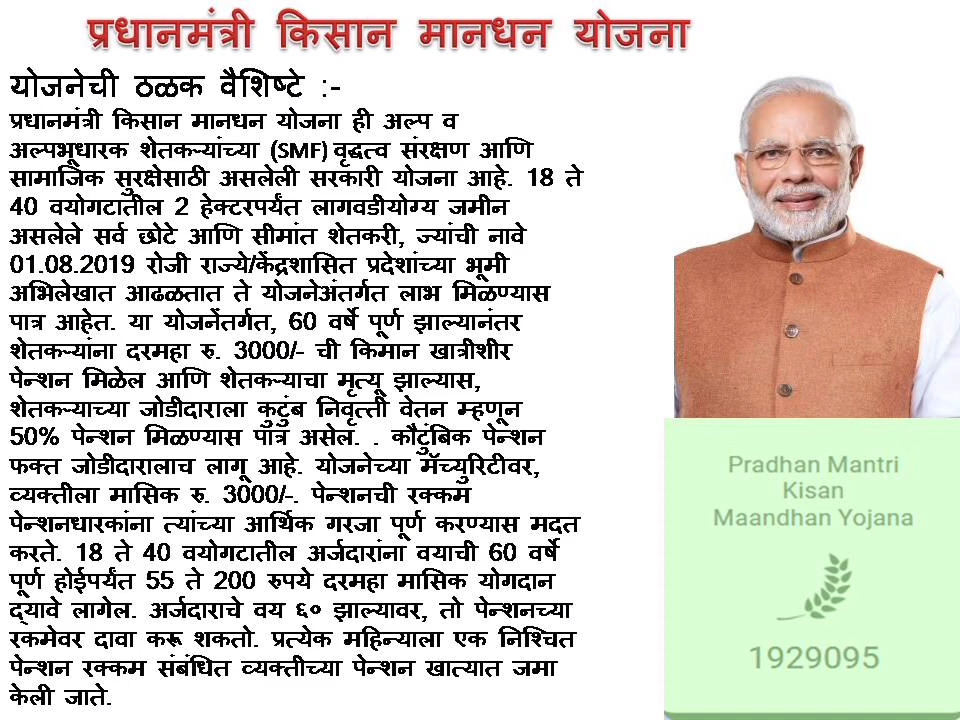 प्रधानमंत्री किसान मानधन योजना
योजनेची ठळक वैशिष्टे :-
प्रधानमंत्री किसान मानधन योजना ही अल्प व
अल्पभूधारक शेतकऱ्यांच्या (SMF) वृद्धत्व संरक्षण आणि
सामाजिक सुरक्षेसाठी असलेली सरकारी योजना आहे. 18 ते
40 वयोगटातील 2 हेक्टरपर्यंत लागवडीयोग्य जमीन
असलेले सर्व छोटे आणि सीमांत शेतकरी, ज्यांची नावे
01.08.2019 रोजी राज्ये/केंद्रशासित प्रदेशांच्या भूमी
अभिलेखात आढळतात ते योजनेअंतर्गत लाभ मिळण्यास
पात्र आहेत. या योजनेंतर्गत, 60 वर्षे पूर्ण झाल्यानंतर
शेतकऱ्यांना दरमहा रु. 3000/- ची किमान खात्रीशीर
पेन्शन मिळेल आणि शेतकऱ्याचा मृत्यू झाल्यास,
शेतकऱ्याच्या जोडीदाराला कुटुंब निवृत्ती वेतन म्हणून
50% पेन्शन मिळण्यास पात्र असेल. . कौटुंबिक पेन्शन
फक्त जोडीदारालाच लागू आहे. योजनेच्या मॅच्युरिटीवर,
व्यक्तीला मासिक रु. 3000/-. पेन्शनची रक्कम
पेन्शनधारकांना त्यांच्या आर्थिक गरजा पूर्ण करण्यास मदत
करते. 18 ते 40 वयोगटातील अर्जदारांना वयाची 60 वर्षे
पूर्ण होईपर्यंत 55 ते 200 रुपये दरमहा मासिक योगदान
द्यावे लागेल. अर्जदाराचे वय ६० झाल्यावर, तो पेन्शनच्या
रकमेवर दावा करू शकतो. प्रत्येक महिन्याला एक निश्चित
पेन्शन रक्कम संबंधित व्यक्तीच्या पेन्शन खात्यात जमा
केली जाते.
Pradhan Mantri
Kisan
Maandhan Yojana
1929095